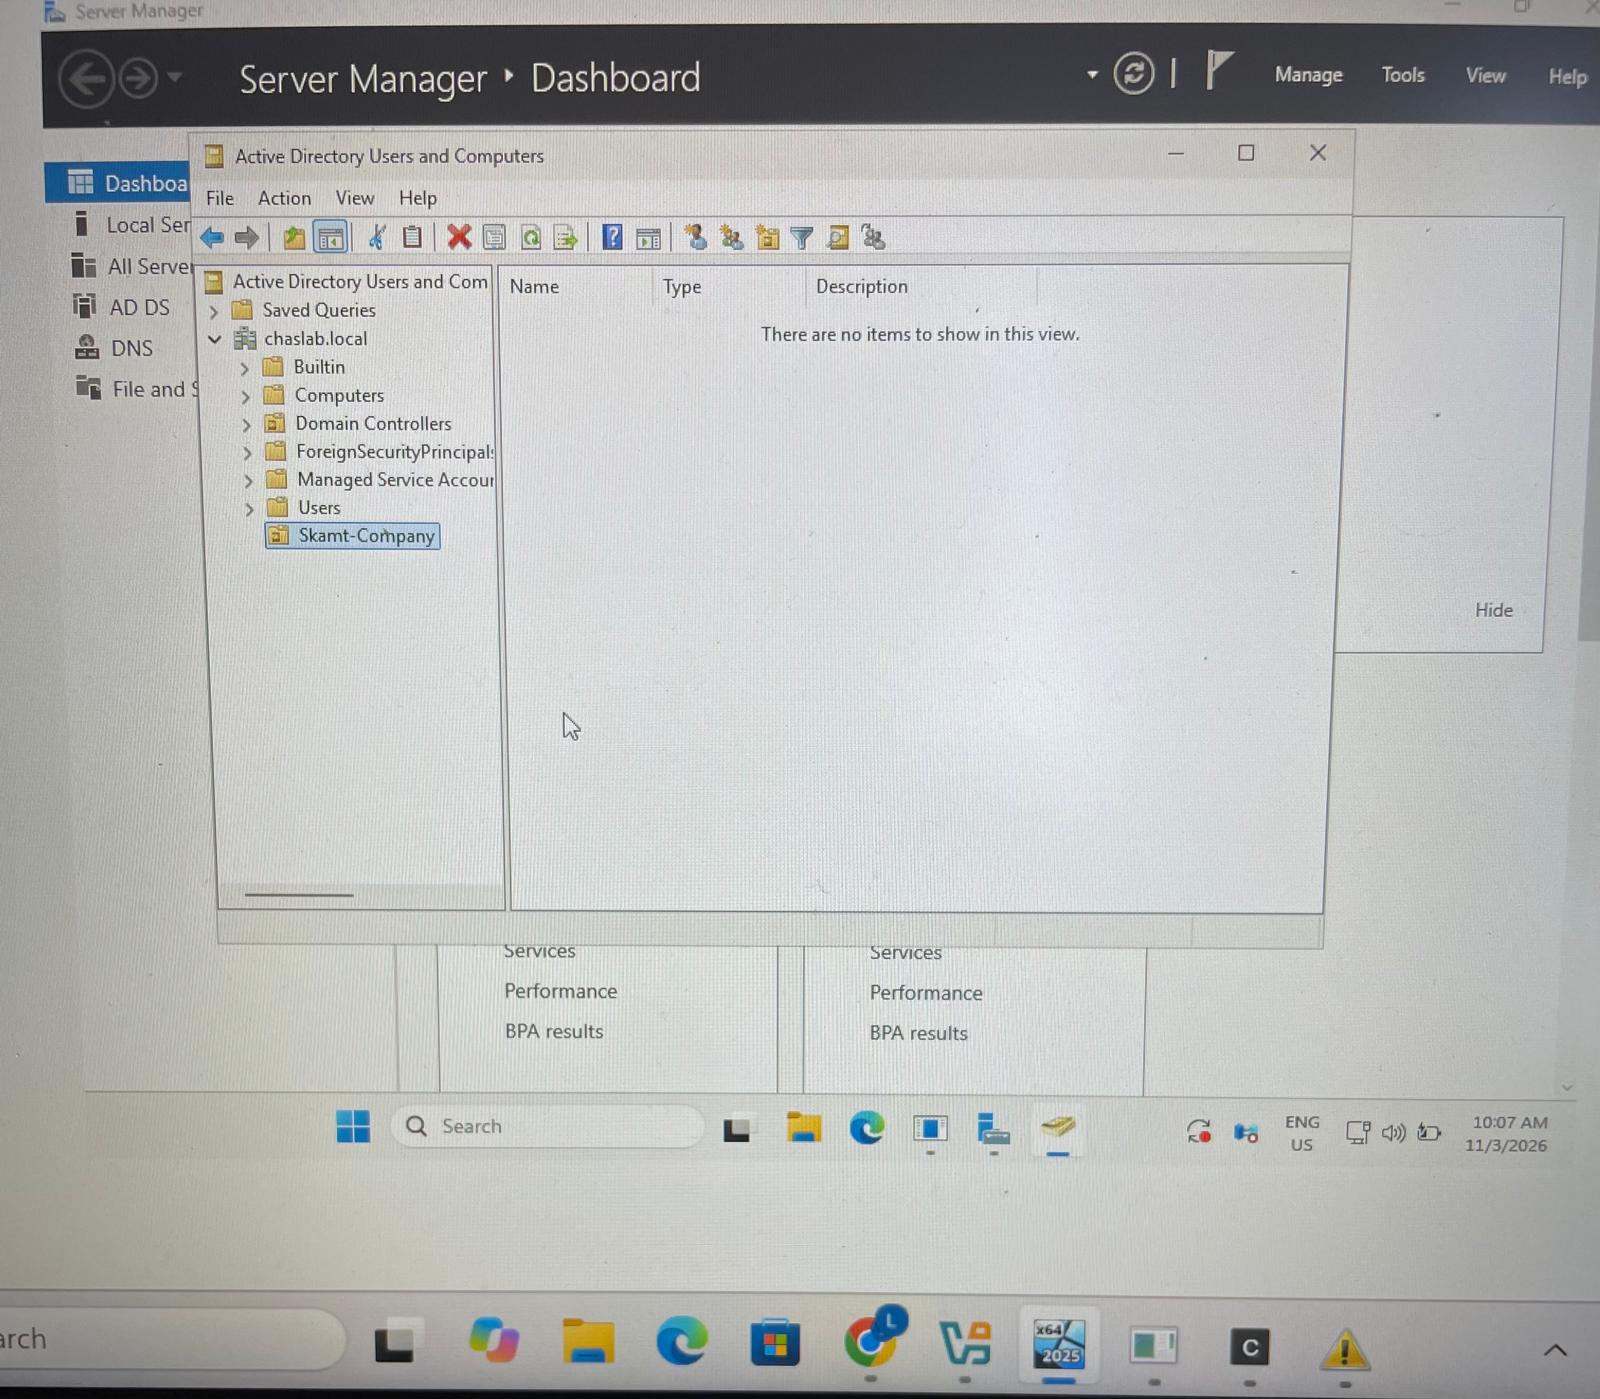 Server Manager
Server Manager Dashboard
Manage
Tools
View
Help
Active Directory Users and Computers
File
Action
View
Help
Dashboa
Local Ser
All Server
AD DS
DNS
File and S
Active Directory Users and Com
Saved Queries
chaslab.local
Builtin
Computers
Domain Controllers
ForeignSecurityPrincipals
Managed Service Accour
Users
Skamt-Company
Name
Type
Description
There are no items to show in this view.
Hide
Services
Performance
BPA results
Services
Performance
BPA results
Search
ENG
US
10:07 AM
11/3/2026
arch
L
x64
2025
C